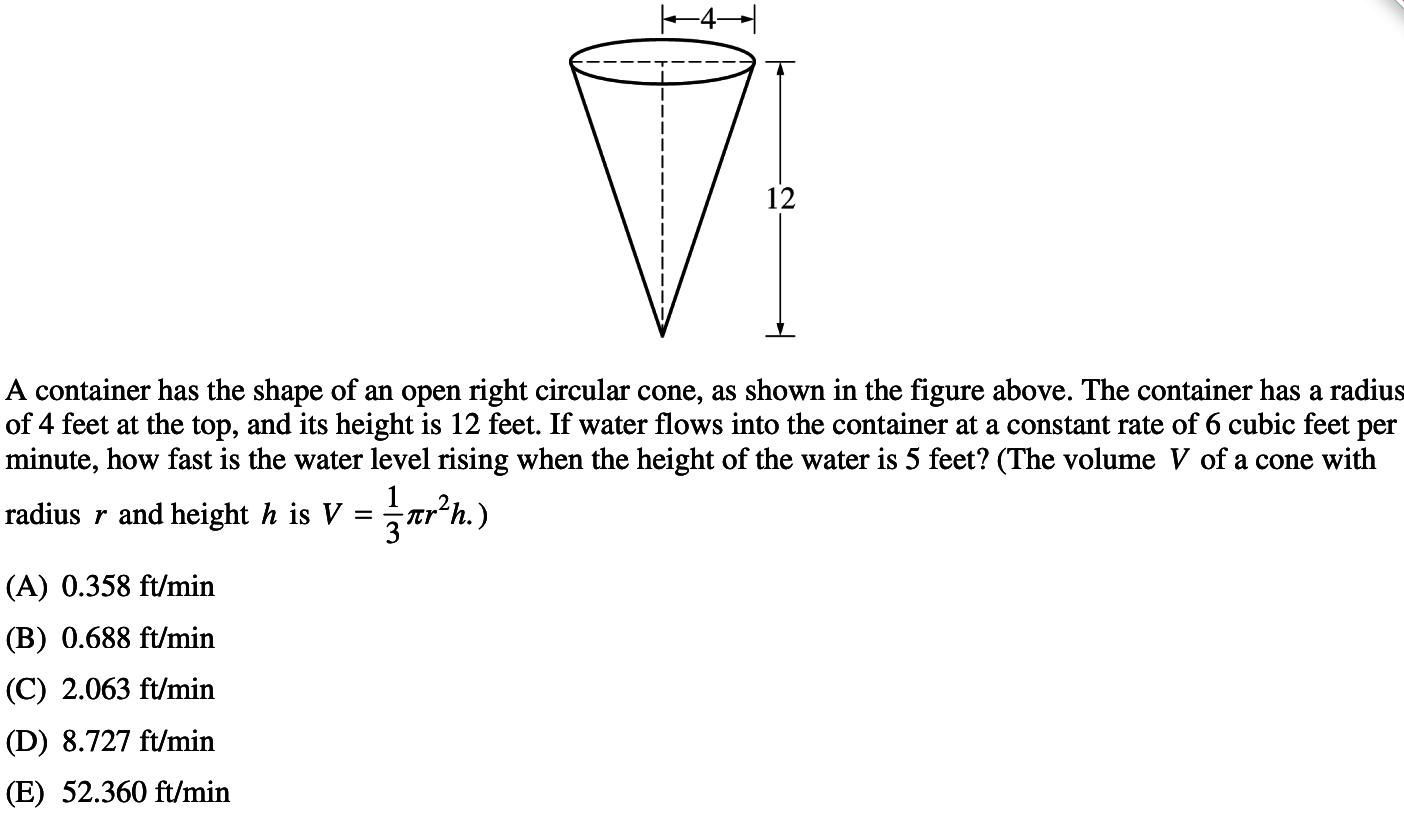 4
12
A container has the shape of an open right circular cone, as shown in the figure above. The container has a radius
of 4 feet at the top, and its height is 12 feet. If water flows into the container at a constant rate of 6 cubic feet per
minute, how fast is the water level rising when the height of the water is 5 feet? (The volume V of a cone with
radius r and height h is V = 1/3 πr²h.)
(A) 0.358 ft/min
(B) 0.688 ft/min
(C) 2.063 ft/min
(D) 8.727 ft/min
(E) 52.360 ft/min